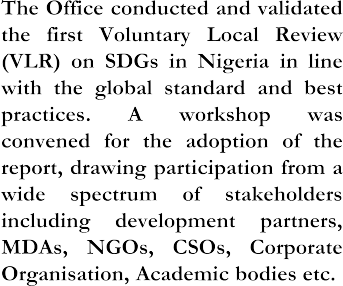 The Office conducted and validated
the first Voluntary Local Review
(VLR) on SDGs in Nigeria in line
with the global standard and best
practices. A workshop was
convened for the adoption of the
report, drawing participation from a
wide spectrum of stakeholders
including development partners,
MDAs, NGOs, CSOs, Corporate
Organisation, Academic bodies etc.